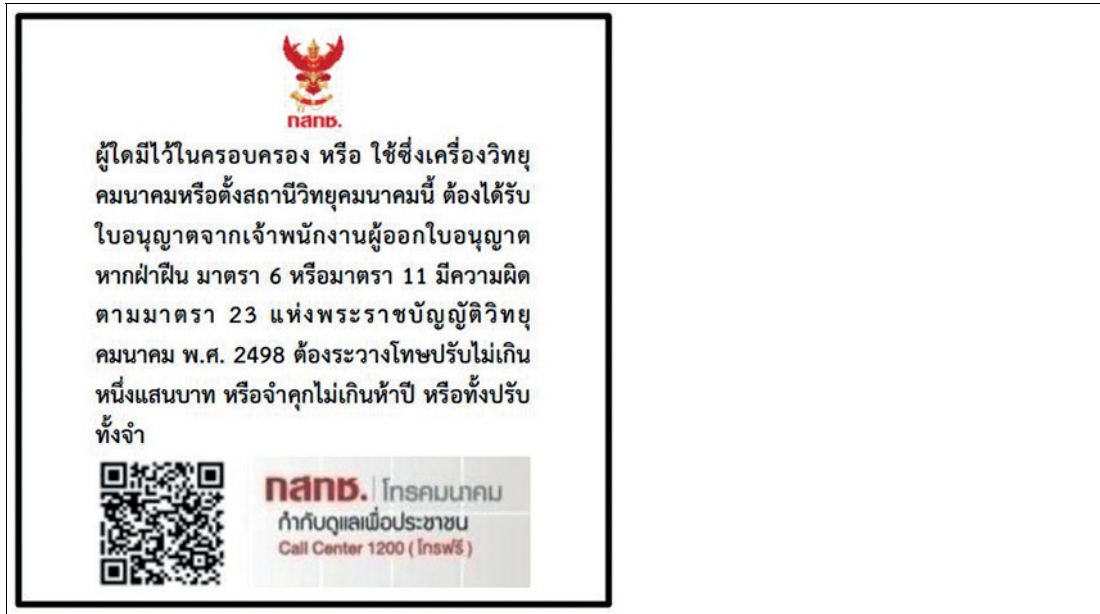 กสทช.
ผู้ใดมีไว้ในครอบครอง หรือ ใช้ซึ่งเครื่องวิทยุ
คมนาคมหรือตั้งสถานีวิทยุคมนาคมนี้ ต้องได้รับ
ใบอนุญาตจากเจ้าพนักงานผู้ออกใบอนุญาต
หากฝ่าฝืน มาตรา 6 หรือมาตรา 11 มีความผิด
ตามมาตรา 23 แห่งพระราชบัญญัติวิทยุ
คมนาคม พ.ศ. 2498 ต้องระวางโทษปรับไม่เกิน
หนึ่งแสนบาท หรือจำคุกไม่เกินห้าปี หรือทั้งปรับ
ทั้งจำ
กสทช. โทรคมนาคม
กำกับดูแลเพื่อประชาชน
Call Center 1200 ( โทรฟรี )